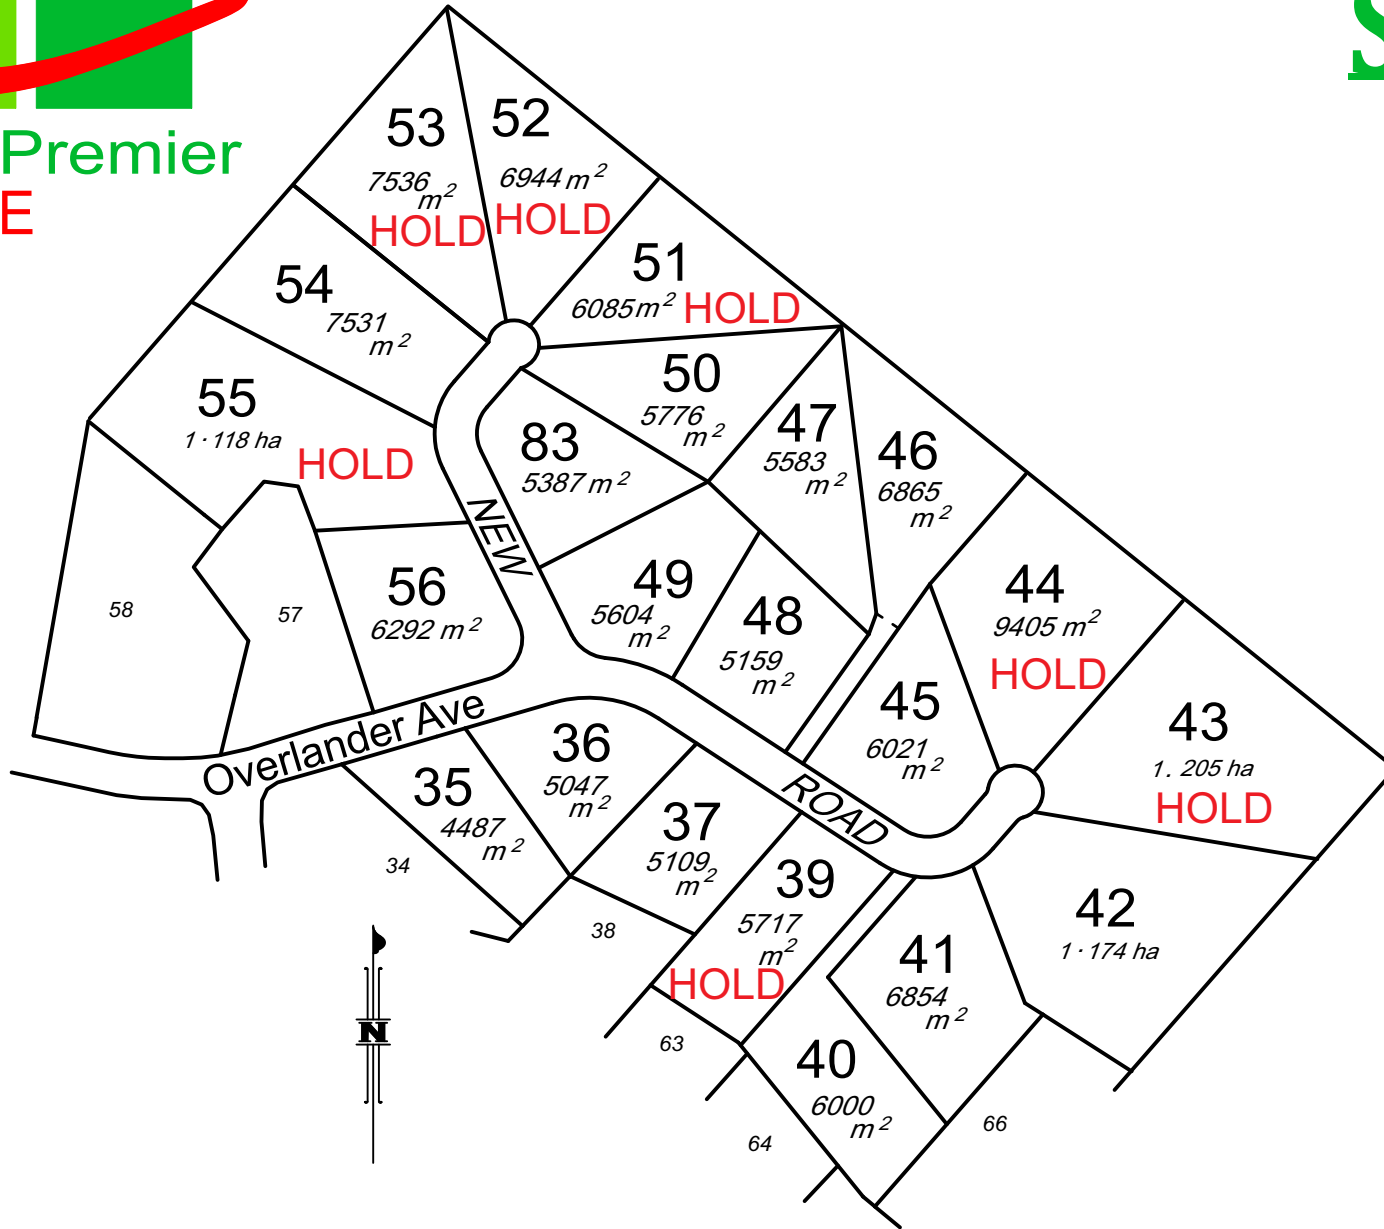 S
Premier
E
53
7536 m²
HOLD
52
6944 m²
HOLD
51
6085 m² HOLD
54
7531 m²
50
5776 m²
55
1·118 ha
HOLD
83
5387 m²
47
5583 m²
46
6865 m²
NEW
56
6292 m²
49
5604 m²
48
5159 m²
44
9405 m²
HOLD
58
57
45
6021 m²
43
1. 205 ha
HOLD
Overlander Ave
36
5047 m²
35
4487 m²
ROAD
37
5109 m²
39
5717 m²
HOLD
34
38
42
1·174 ha
41
6854 m²
N
63
40
6000 m²
64
66